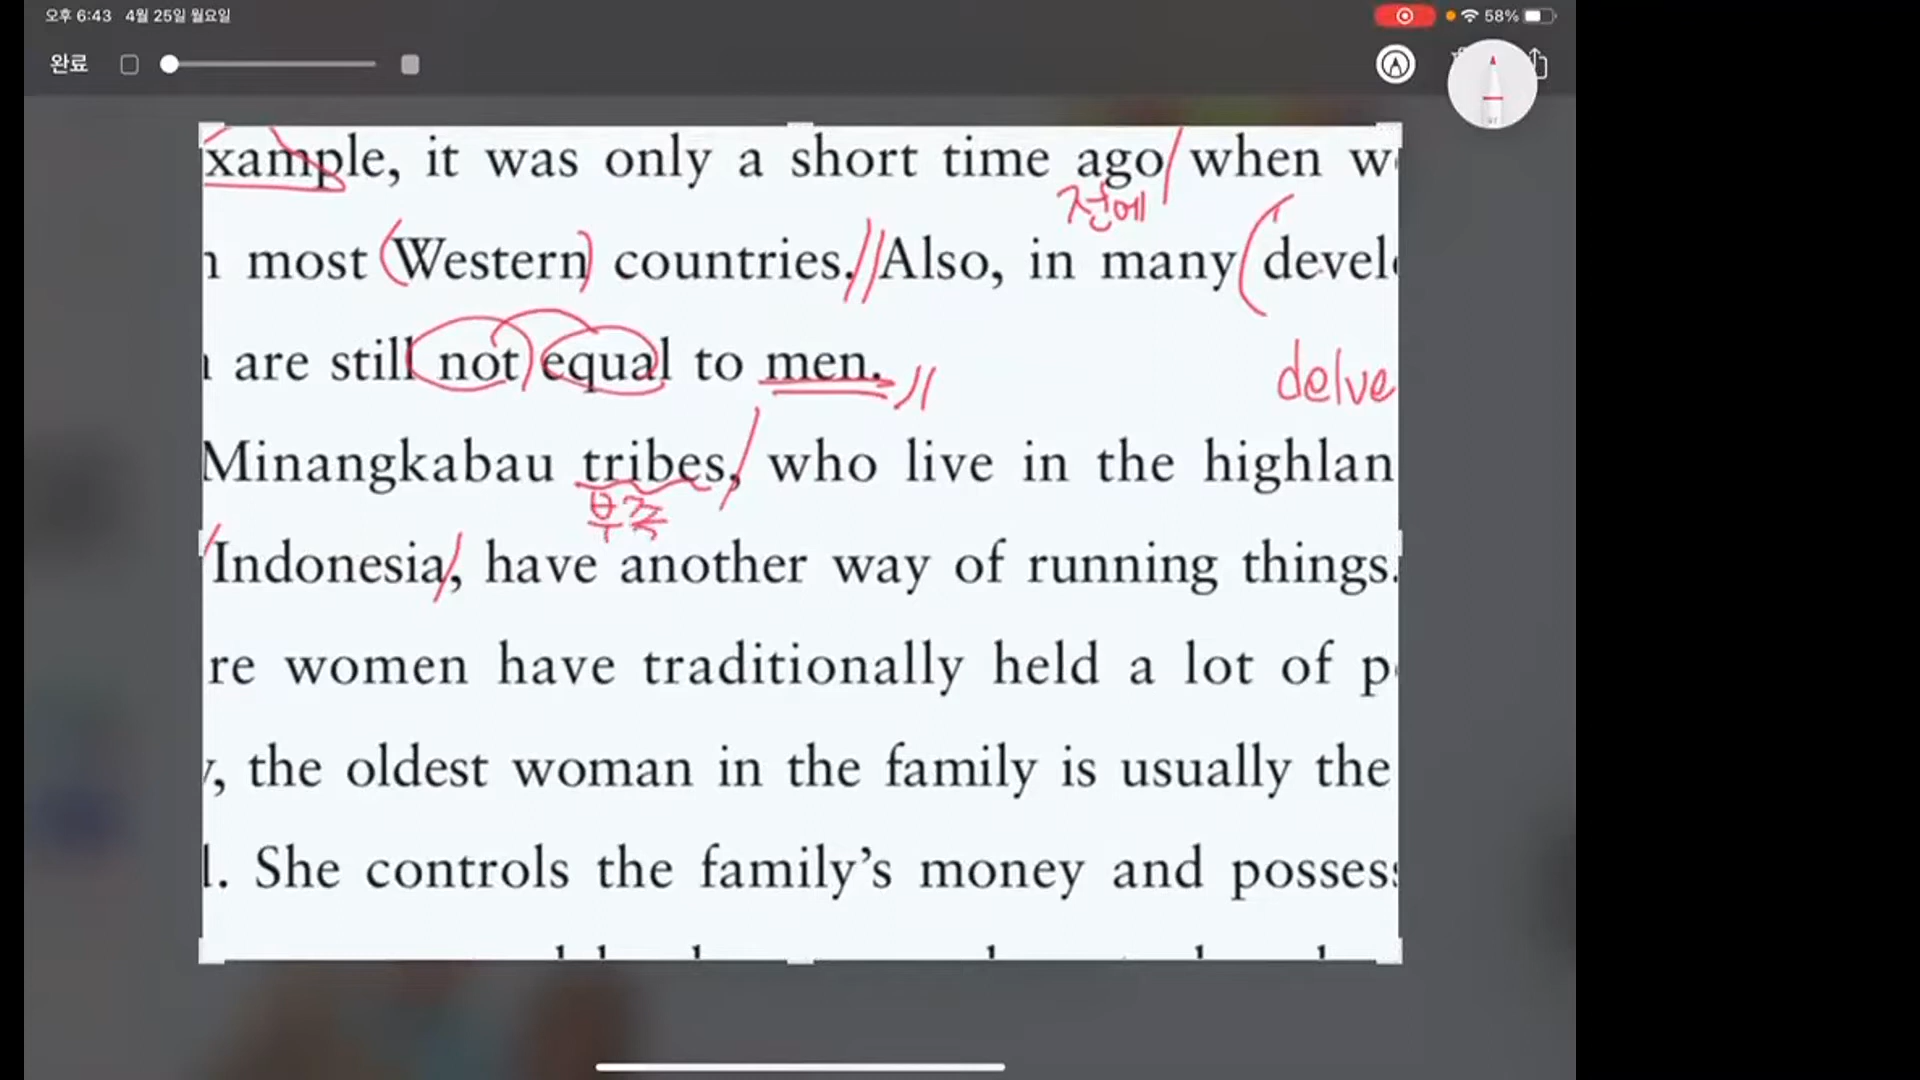 오후 6:43 4월 25일 월요일 58%
완료
xample, it was only a short time ago when w
전에
n most Western countries. Also, in many devel
are still not equal to men.
delve
Minangkabau tribes, who live in the highlan
부족
Indonesia, have another way of running things.
re women have traditionally held a lot of p
y, the oldest woman in the family is usually the
l. She controls the family’s money and possess